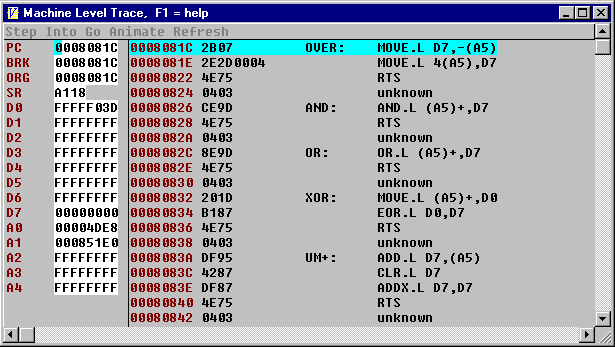 Machine Level Trace, F1 = help
Step Into Go Animate Refresh
PC 0008081C 0008081C 2B07 OVER: MOVE.L D7,-(A5)
BRK 0008081C 0008081E 2E2D0004 MOVE.L 4(A5),D7
ORG 0008081C 00080822 4E75 RTS
SR A118 00080824 0403 unknown
D0 FFFFF03D 00080826 CE9D AND: AND.L (A5)+,D7
D1 FFFFFFFF 00080828 4E75 RTS
D2 FFFFFFFF 0008082A 0403 unknown
D3 FFFFFFFF 0008082C 8E9D OR: OR.L (A5)+,D7
D4 FFFFFFFF 0008082E 4E75 RTS
D5 FFFFFFFF 00080830 0403 unknown
D6 FFFFFFFF 00080832 201D XOR: MOVE.L (A5)+,D0
D7 00000000 00080834 B187 EOR.L D0,D7
A0 00004DE8 00080836 4E75 RTS
A1 000851E0 00080838 0403 unknown
A2 FFFFFFFF 0008083A DF95 UM+: ADD.L D7,(A5)
A3 FFFFFFFF 0008083C 4287 CLR.L D7
A4 FFFFFFFF 0008083E DF87 ADDX.L D7,D7
00080840 4E75 RTS
00080842 0403 unknown